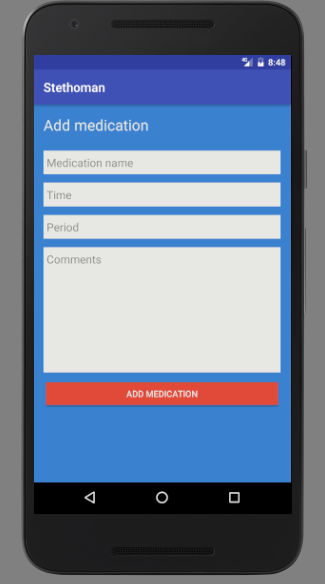 8:48
Stethoman
Add medication
Medication name
Time
Period
Comments
ADD MEDICATION